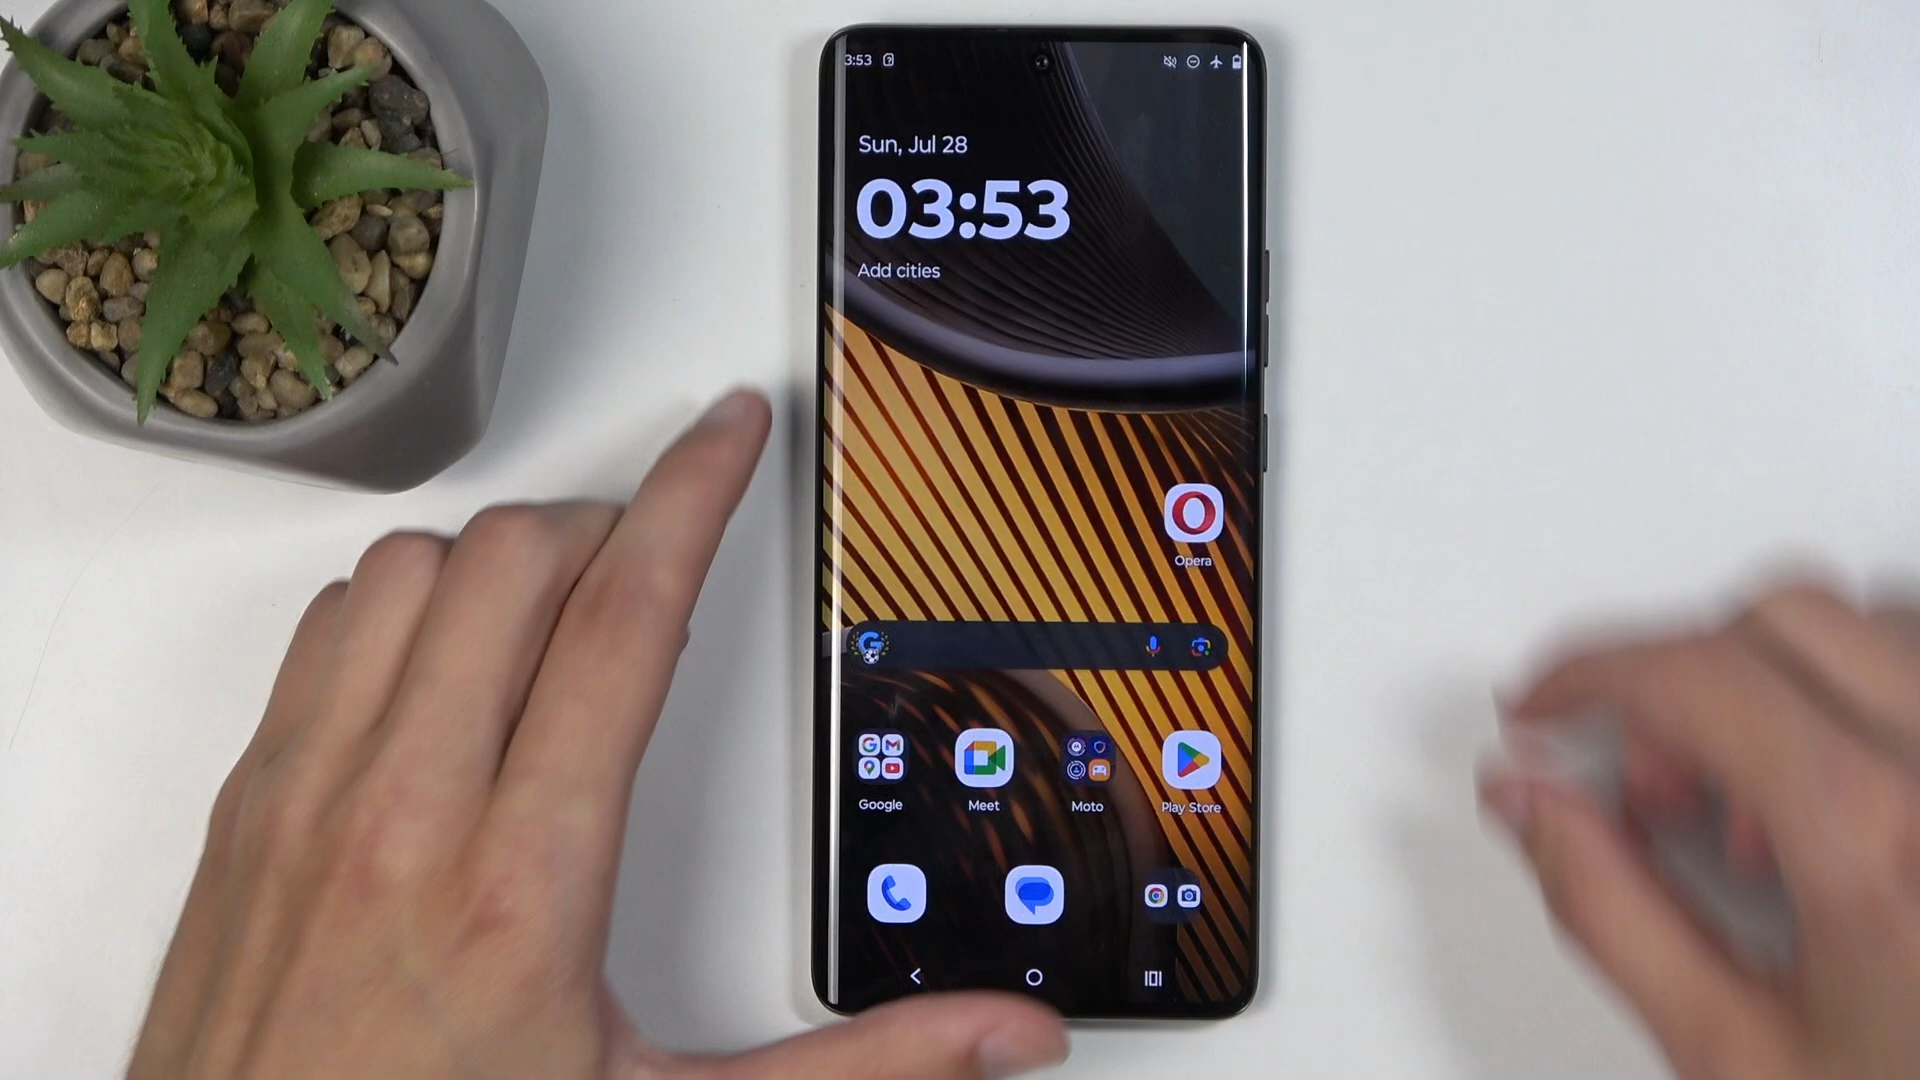 3:53
Sun, Jul 28
03:53
Add cities
Opera
Google
Meet
Moto
Play Store